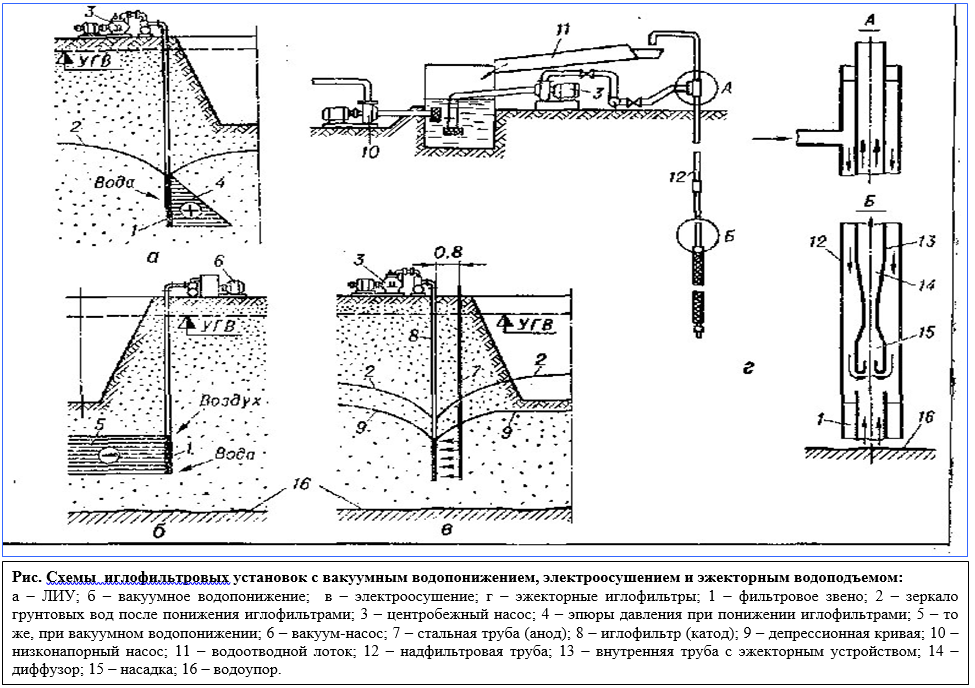 3
УГВ
2
Вода
4
+
1
а
6
УГВ
Воздух
5
1
Вода
16
б
0.8
3
УГВ
8
2
7
2
9
9
в
11
3
А
10
12
Б
г
А
Б
12
13
14
15
1
16
Рис. Схемы иглофильтровых установок с вакуумным водопонижением, электроосушением и эжекторным водоподъемом:
а – ЛИУ; б – вакуумное водопонижение; в – электроосушение; г – эжекторные иглофильтры; 1 – фильтровое звено; 2 – зеркало
грунтовых вод после понижения иглофильтрами; 3 – центробежный насос; 4 – эпюры давления при понижении иглофильтрами; 5 – то
же, при вакуумном водопонижении; 6 – вакуум-насос; 7 – стальная труба (анод); 8 – иглофильтр (катод); 9 – депрессионная кривая; 10 –
низконапорный насос; 11 – водоотводной лоток; 12 – надфильтровая труба; 13 – внутренняя труба с эжекторным устройством; 14 –
диффузор; 15 – насадка; 16 – водоупор.